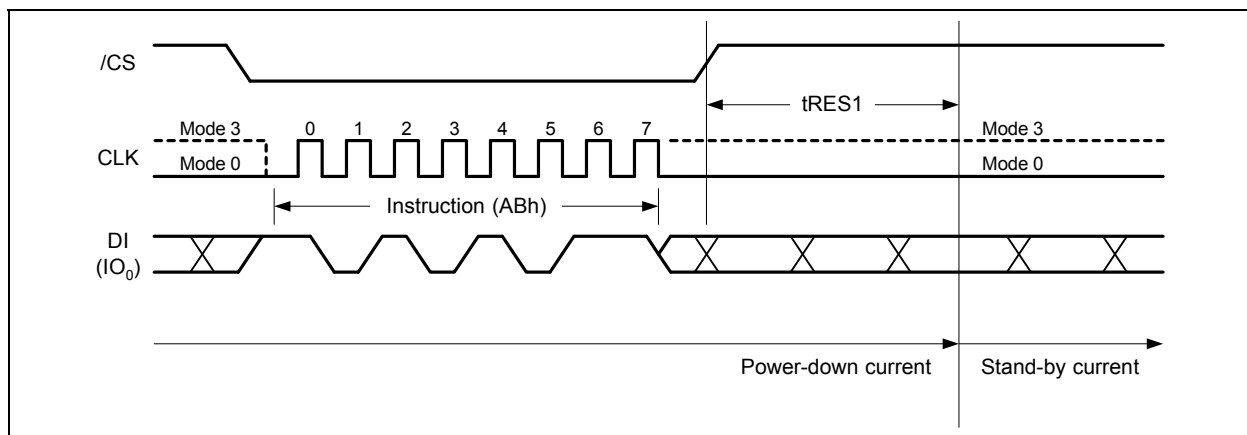 /CS
tRES1
Mode 3
0 1 2 3 4 5 6 7
Mode 3
CLK
Mode 0
Mode 0
Instruction (ABh)
DI
(IO0)
Power-down current
Stand-by current